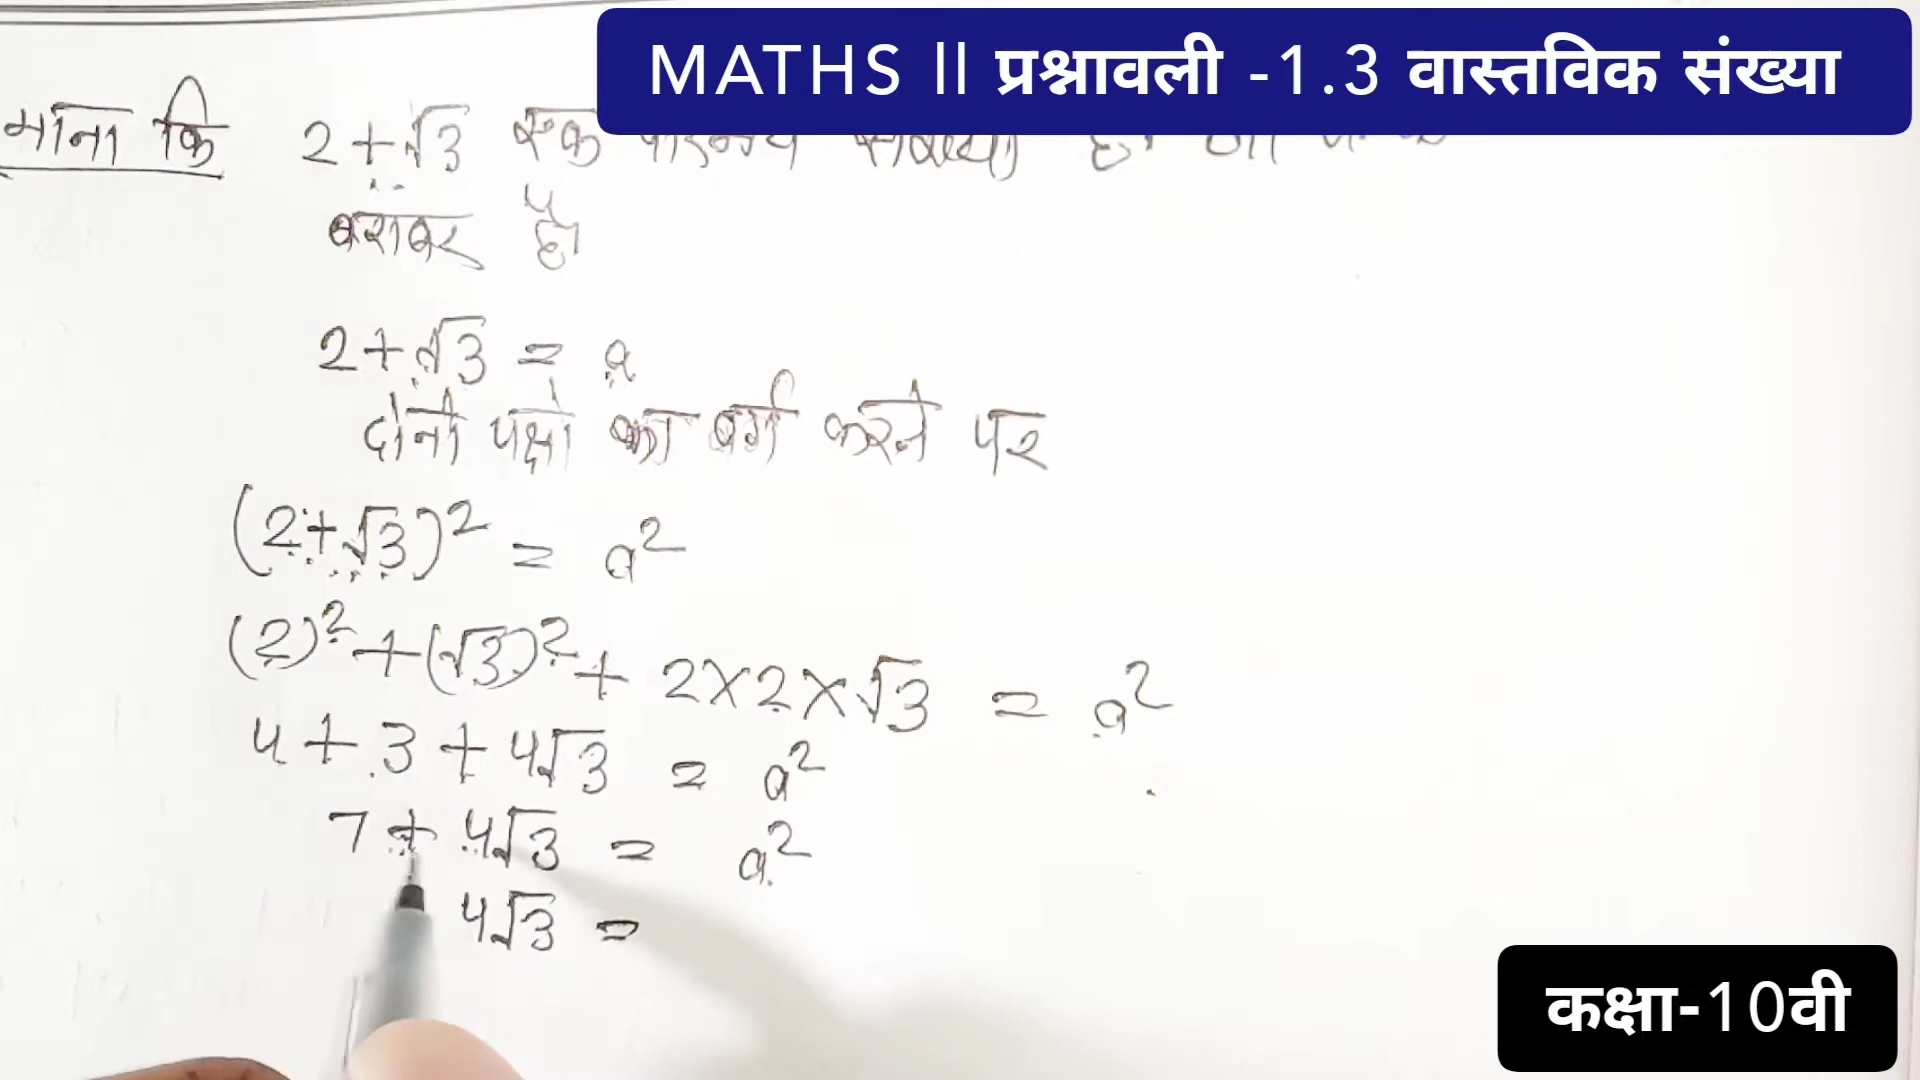 MATHS ll प्रश्नावली -1.3 वास्तविक संख्या
माना कि 2+√3 एक
बराबर है
2+√3 = a
दोनो पक्षो का वर्ग करने पर
(2+√3)² = a²
(2)²+(√3)²+ 2×2×√3 = a²
4+3+4√3 = a²
7+4√3 = a²
4√3 =
कक्षा-10वी